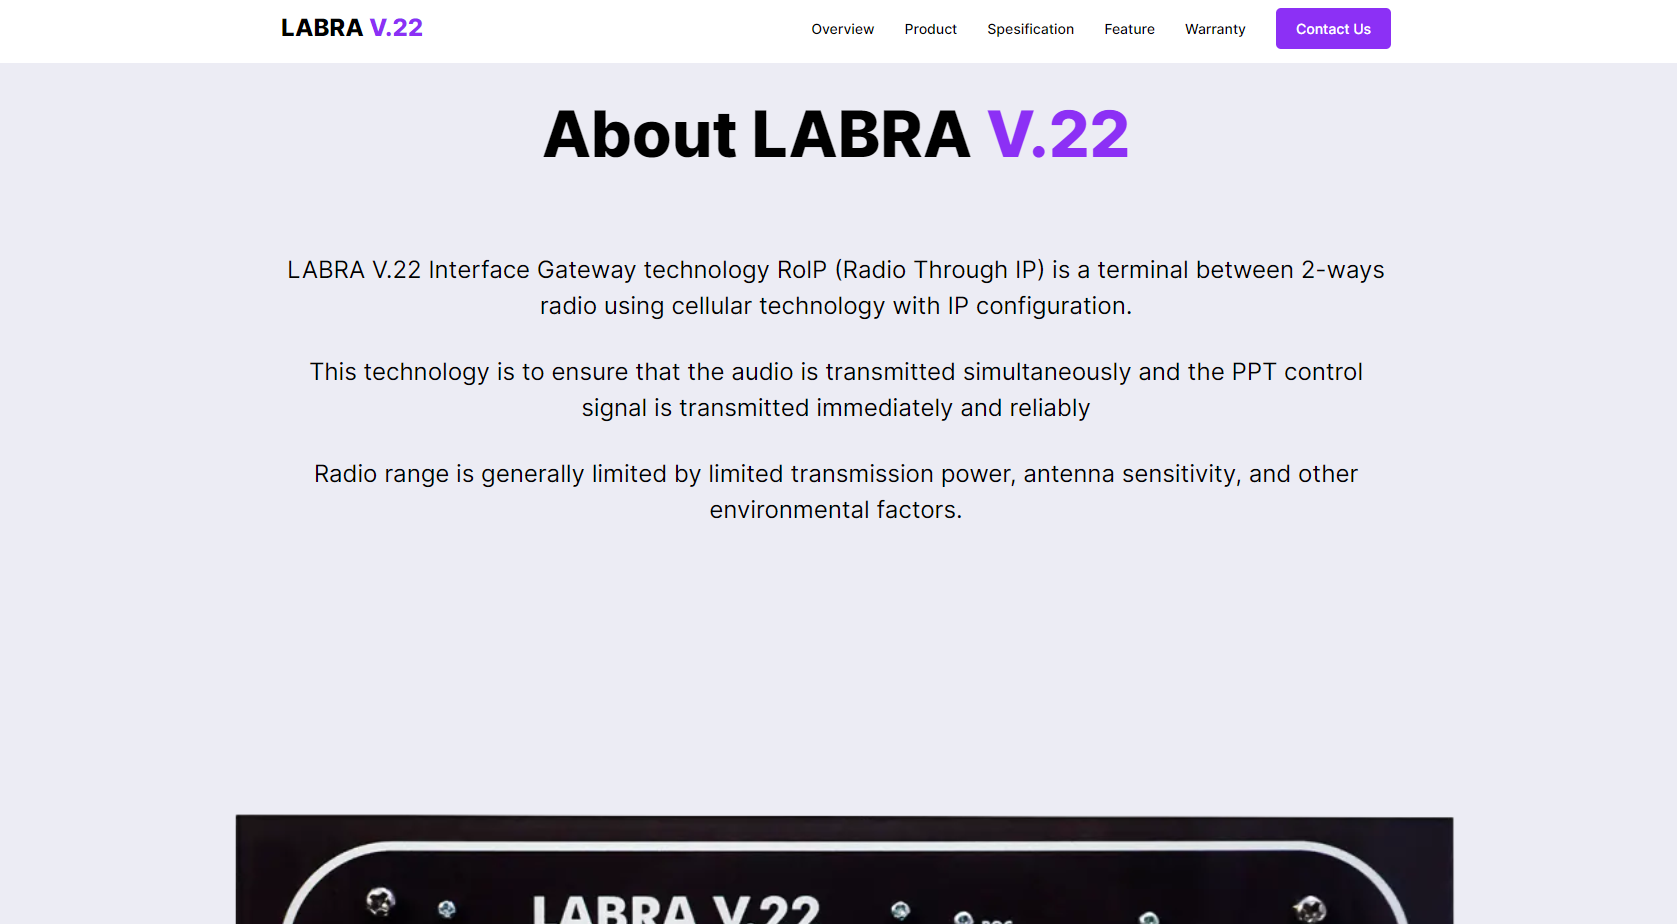 LABRA V.22
Overview
Product
Spesification
Feature
Warranty
Contact Us
About LABRA V.22
LABRA V.22 Interface Gateway technology RoIP (Radio Through IP) is a terminal between 2-ways
radio using cellular technology with IP configuration.
This technology is to ensure that the audio is transmitted simultaneously and the PPT control
signal is transmitted immediately and reliably
Radio range is generally limited by limited transmission power, antenna sensitivity, and other
environmental factors.
LABRA V.22